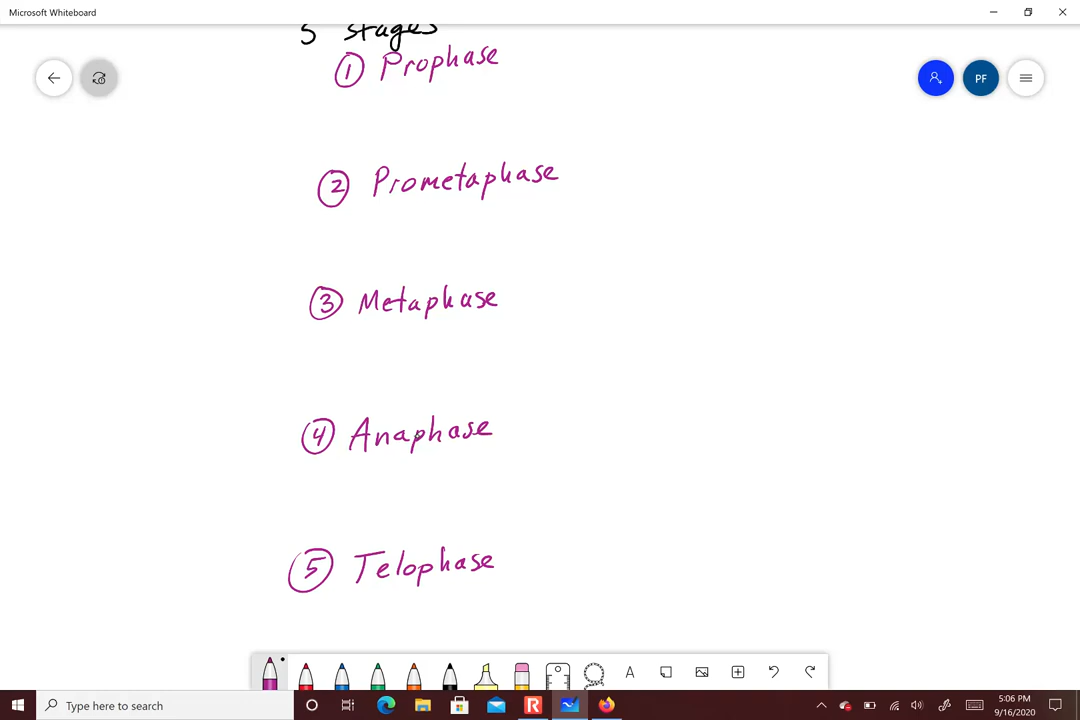 Microsoft Whiteboard
5 stages
1 Prophase
PF
2 Prometaphase
3 Metaphase
4 Anaphase
5 Telophase
A
Type here to search
R
5:06 PM
9/16/2020